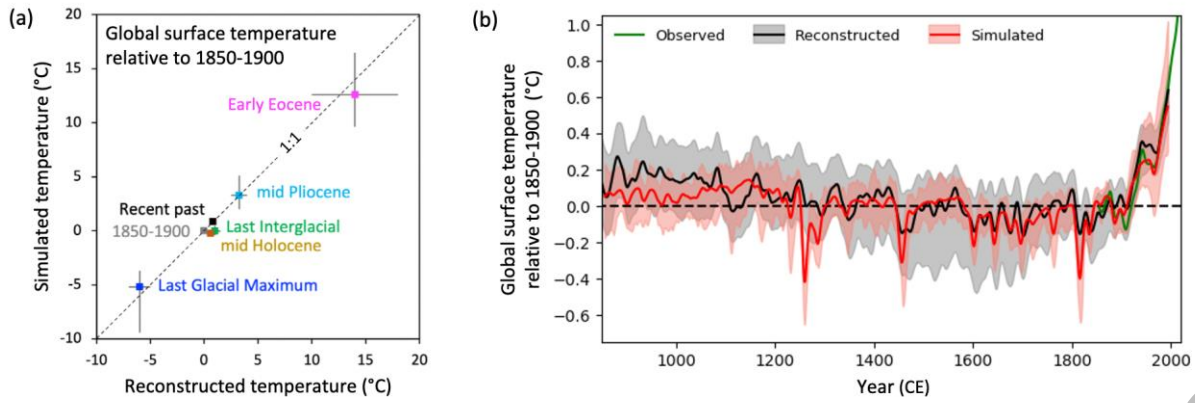 (a)
Global surface temperature
relative to 1850-1900
Simulated temperature (°C)
20
15
10
5
0
-5
-10
Early Eocene
1:1
mid Pliocene
Recent past
1850-1900
Last Interglacial
mid Holocene
Last Glacial Maximum
-10 -5 0 5 10 15 20
Reconstructed temperature (°C)
(b)
Global surface temperature
relative to 1850-1900 (°C)
1.0
0.8
0.6
0.4
0.2
0.0
−0.2
−0.4
−0.6
Observed Reconstructed Simulated
1000 1200 1400 1600 1800 2000
Year (CE)